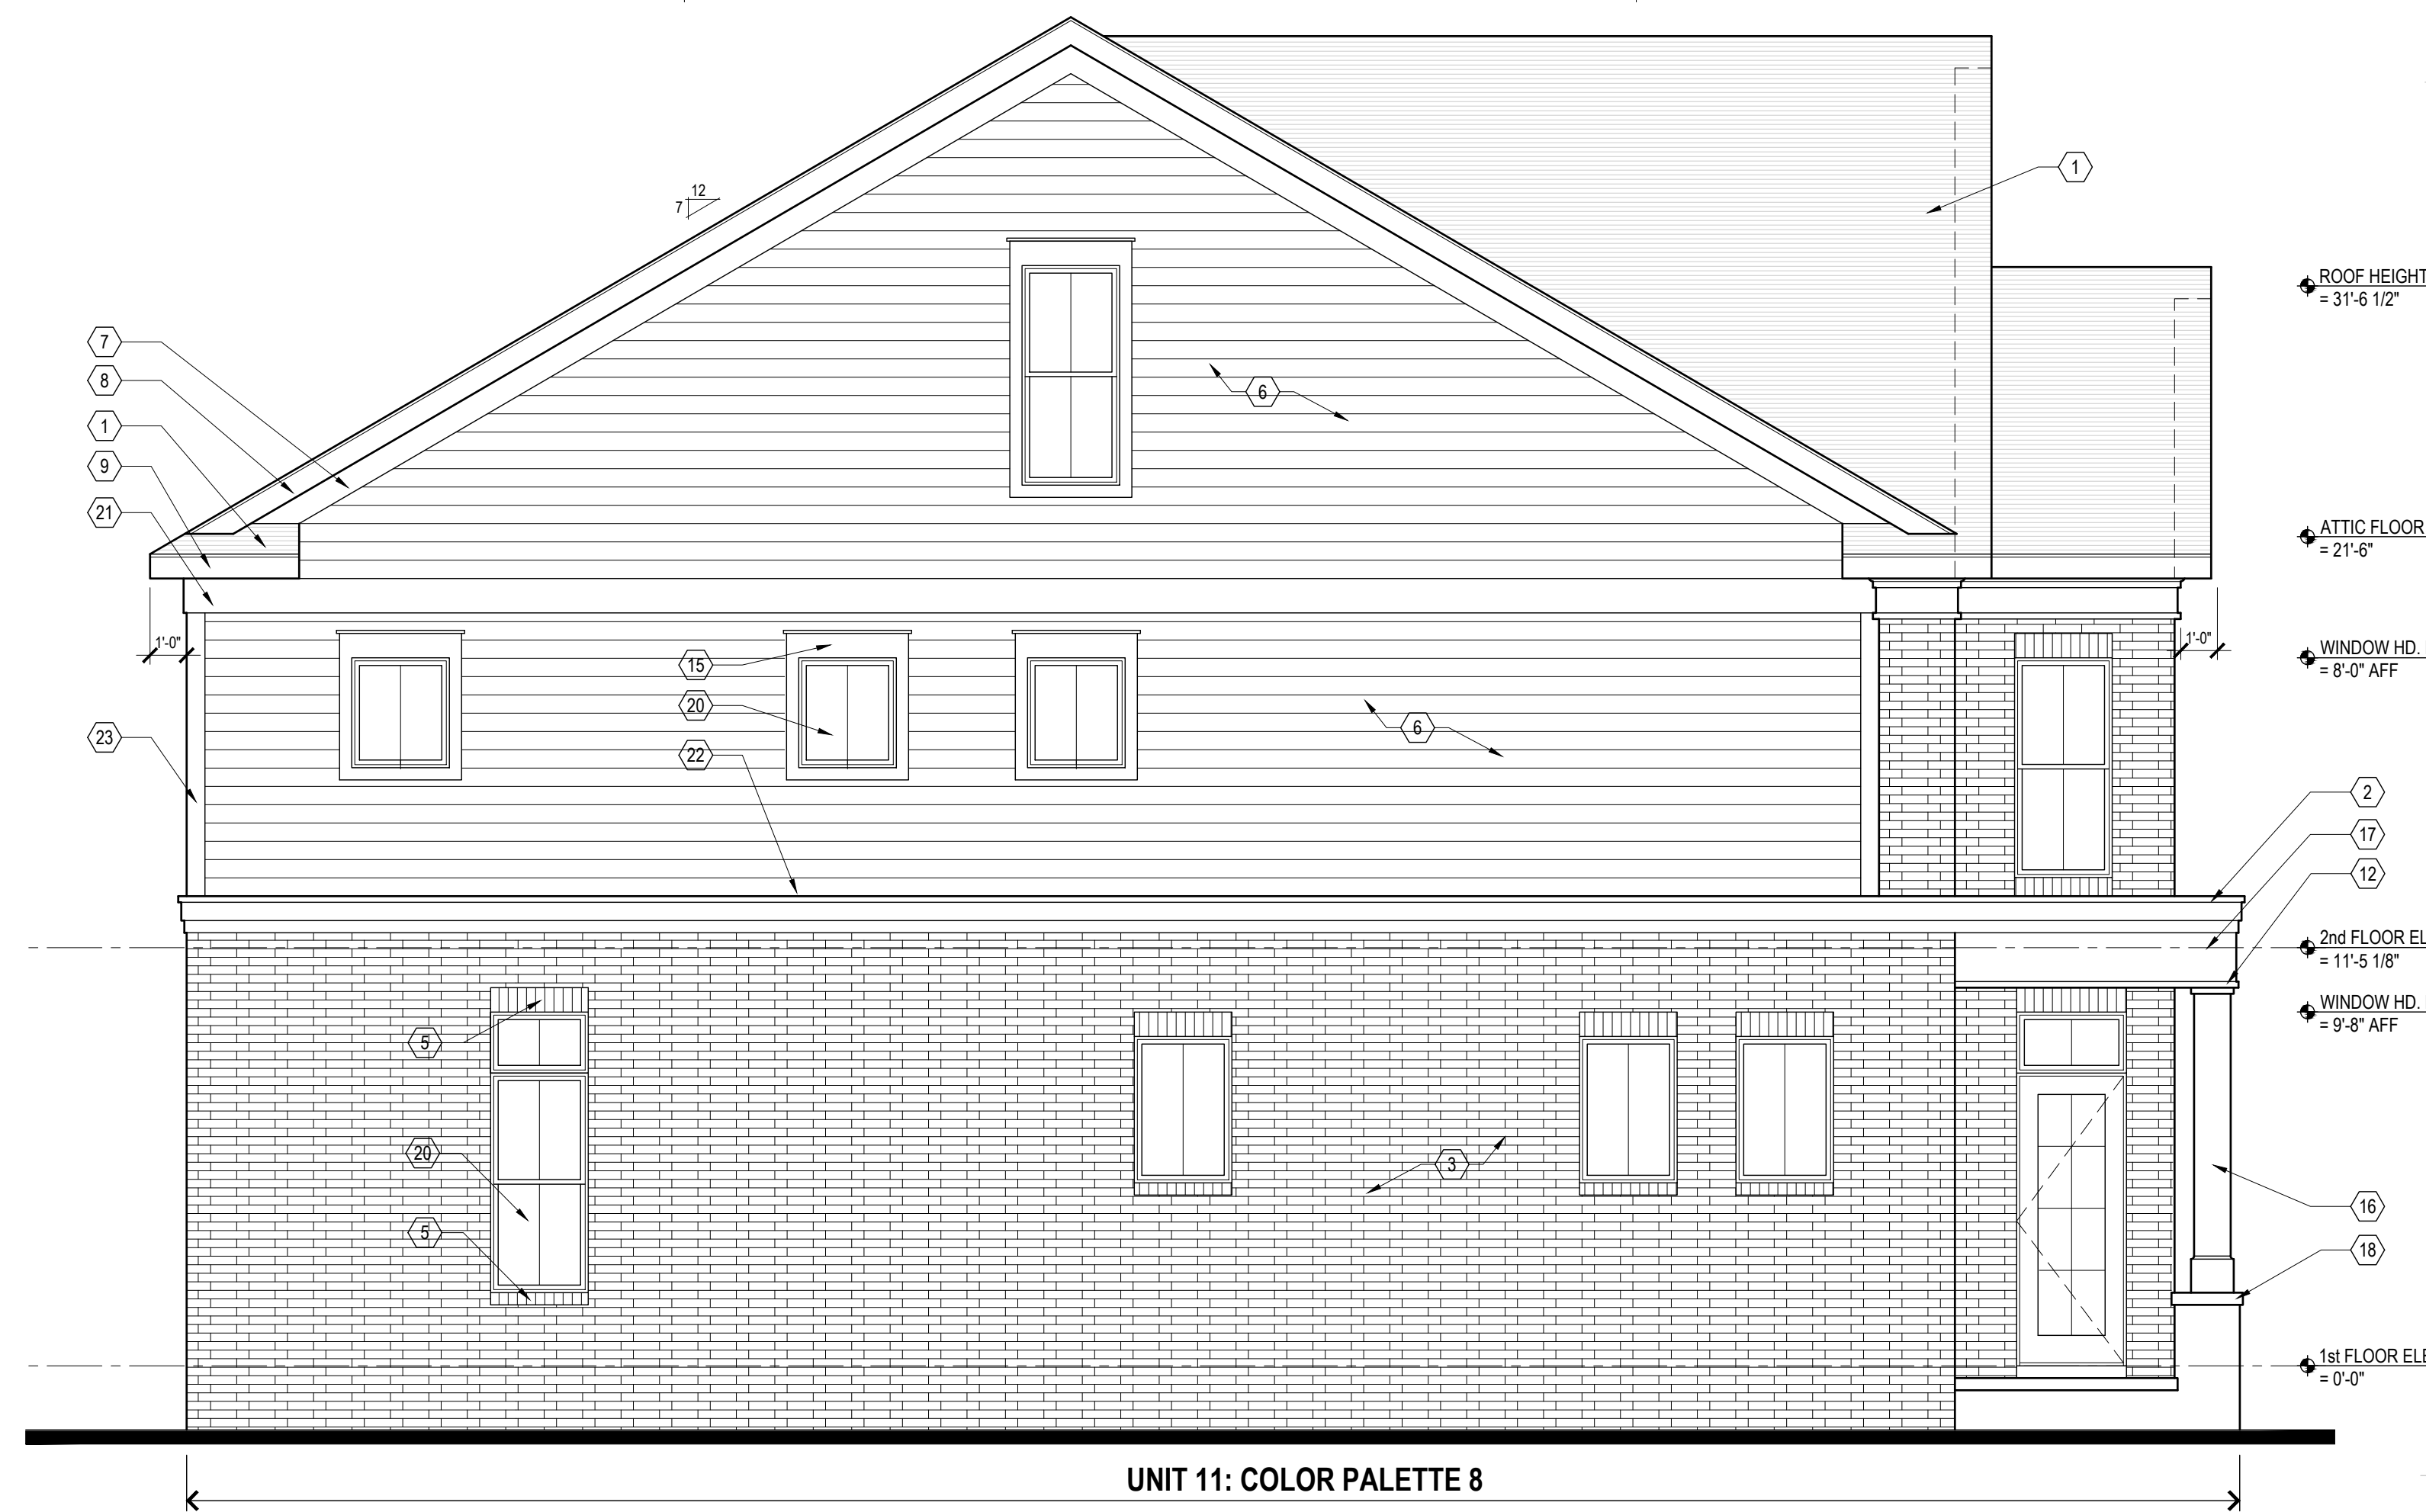 12
7
1
ROOF HEIGHT
= 31'-6 1/2"
7
8
6
1
9
21
ATTIC FLOOR
= 21'-6"
1'-0"
15
1'-0"
WINDOW HD.
= 8'-0" AFF
20
6
23
22
2
17
12
2nd FLOOR EL
= 11'-5 1/8"
WINDOW HD.
= 9'-8" AFF
5
20
3
16
5
18
1st FLOOR ELE
= 0'-0"
UNIT 11: COLOR PALETTE 8